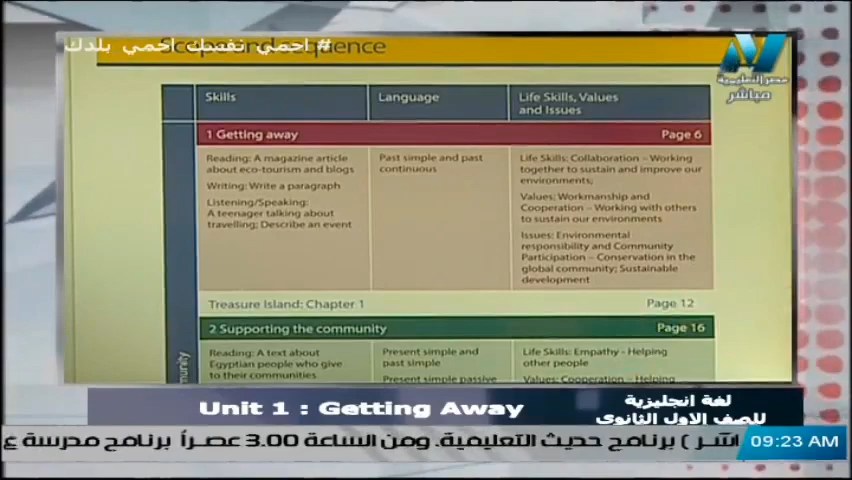 # احمي نفسك احمي بلدك
Scope and sequence
مصر التعليمية
مباشر
Skills
Language
Life Skills, Values
and Issues
1 Getting away
Page 6
Reading: A magazine article
about eco-tourism and blogs
Writing: Write a paragraph
Listening/Speaking:
A teenager talking about
travelling; Describe an event
Past simple and past
continuous
Life Skills: Collaboration – Working
together to sustain and improve our
environments;
Values: Workmanship and
Cooperation – Working with others
to sustain our environments
Issues: Environmental
responsibility and Community
Participation – Conservation in the
global community; Sustainable
development
Treasure Island: Chapter 1
Page 12
2 Supporting the community
Page 16
Reading: A text about
Egyptian people who give
to their communities
Present simple and
past simple
Present simple passive
Life Skills: Empathy - Helping
other people
Values: Cooperation – Helping
munity
Unit 1 : Getting Away
لغة انجليزية
للصف الاول الثانوى
اشر ) برنامج حديث التعليمية. ومن الساعة 3.00 عصراً برنامج مدرسة ع
09:23 AM